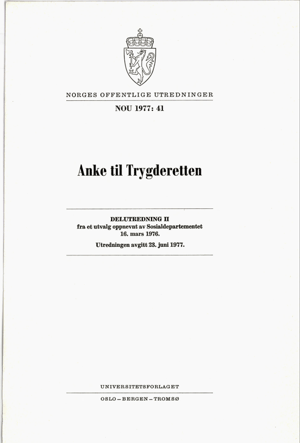 NORGES OFFENTLIGE UTREDNINGER
NOU 1977: 41
Anke til Trygderetten
DELUTREDNING II
fra et utvalg oppnevnt av Sosialdepartementet
16. mars 1976.
Utredningen avgitt 28. juni 1977.
UNIVERSITETSFORLAGET
OSLO – BERGEN – TROMSØ